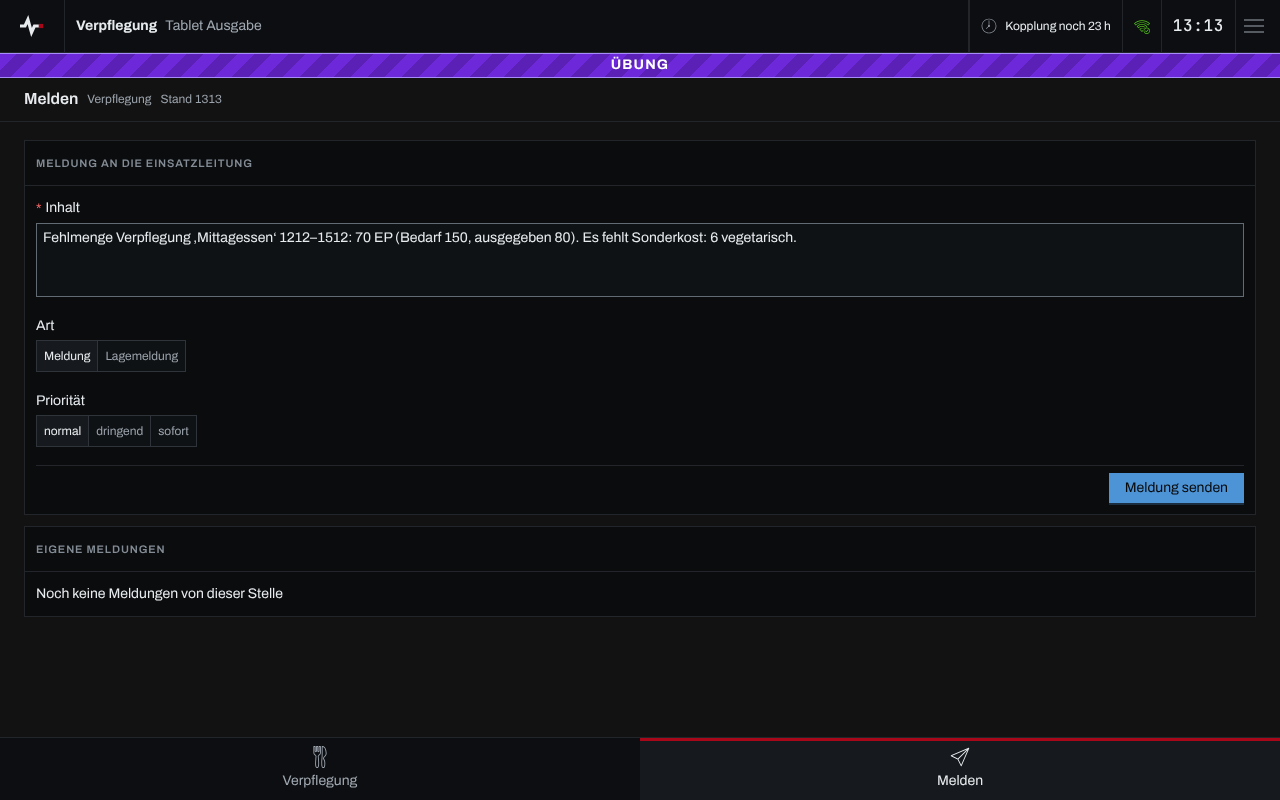 Verpflegung Tablet Ausgabe
Kopplung noch 23 h
13:13
ÜBUNG
Melden Verpflegung Stand 1313
MELDUNG AN DIE EINSATZLEITUNG
* Inhalt
Fehlmenge Verpflegung ‚Mittagessen‘ 1212–1512: 70 EP (Bedarf 150, ausgegeben 80). Es fehlt Sonderkost: 6 vegetarisch.
Art
Meldung Lagemeldung
Priorität
normal dringend sofort
Meldung senden
EIGENE MELDUNGEN
Noch keine Meldungen von dieser Stelle
Verpflegung
Melden